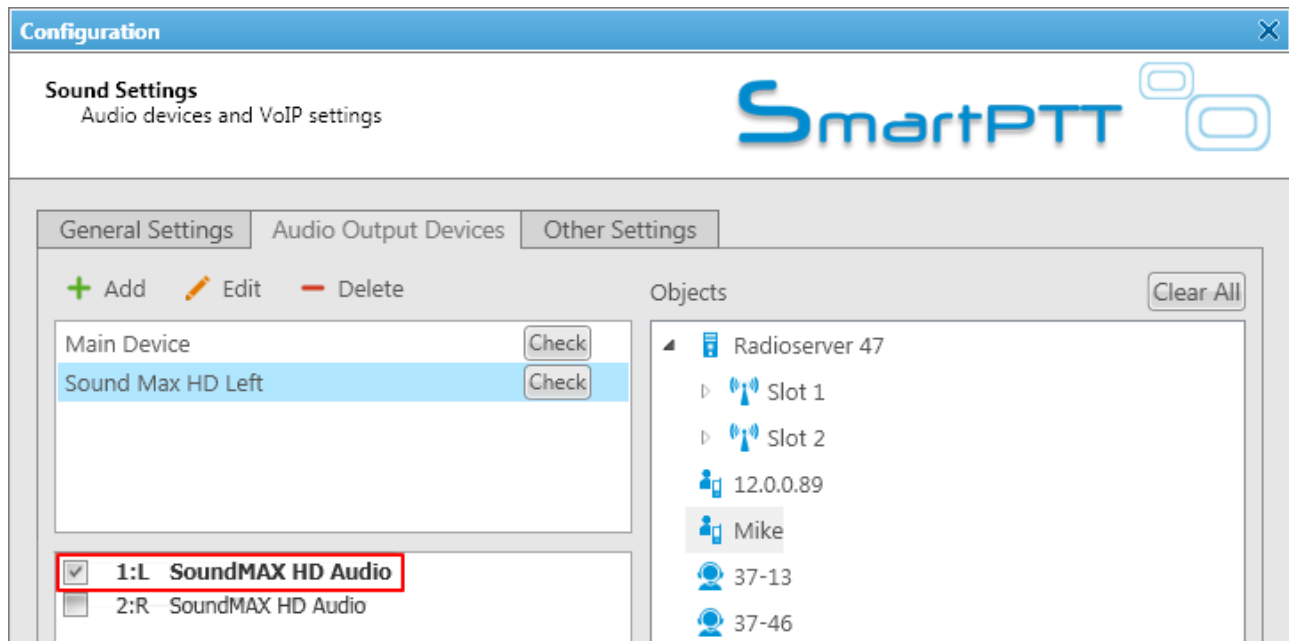 Configuration
Sound Settings
Audio devices and VoIP settings
SmartPTT
General Settings
Audio Output Devices
Other Settings
Add
Edit
Delete
Objects
Clear All
Main Device
Check
Sound Max HD Left
Check
1:L SoundMAX HD Audio
2:R SoundMAX HD Audio
Radioserver 47
Slot 1
Slot 2
12.0.0.89
Mike
37-13
37-46